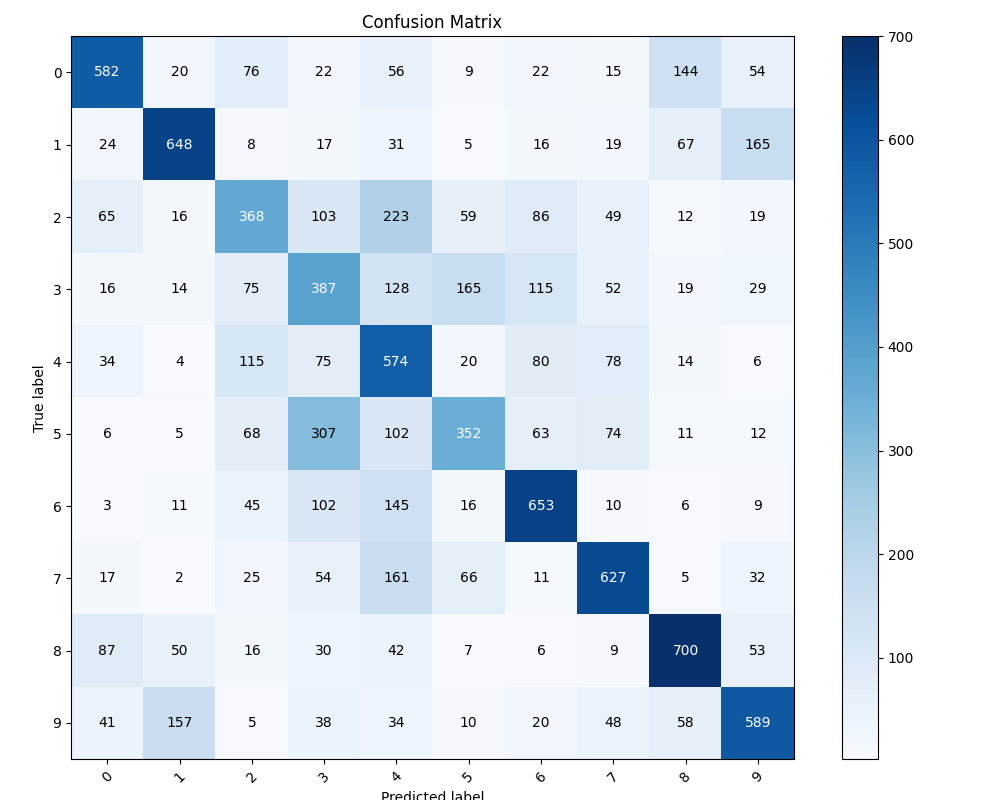 Confusion Matrix
0 582 20 76 22 56 9 22 15 144 54
1 24 648 8 17 31 5 16 19 67 165
2 65 16 368 103 223 59 86 49 12 19
3 16 14 75 387 128 165 115 52 19 29
4 34 4 115 75 574 20 80 78 14 6
5 6 5 68 307 102 352 63 74 11 12
6 3 11 45 102 145 16 653 10 6 9
7 17 2 25 54 161 66 11 627 5 32
8 87 50 16 30 42 7 6 9 700 53
9 41 157 5 38 34 10 20 48 58 589
0 1 2 3 4 5 6 7 8 9
Predicted label
True label
700
600
500
400
300
200
100